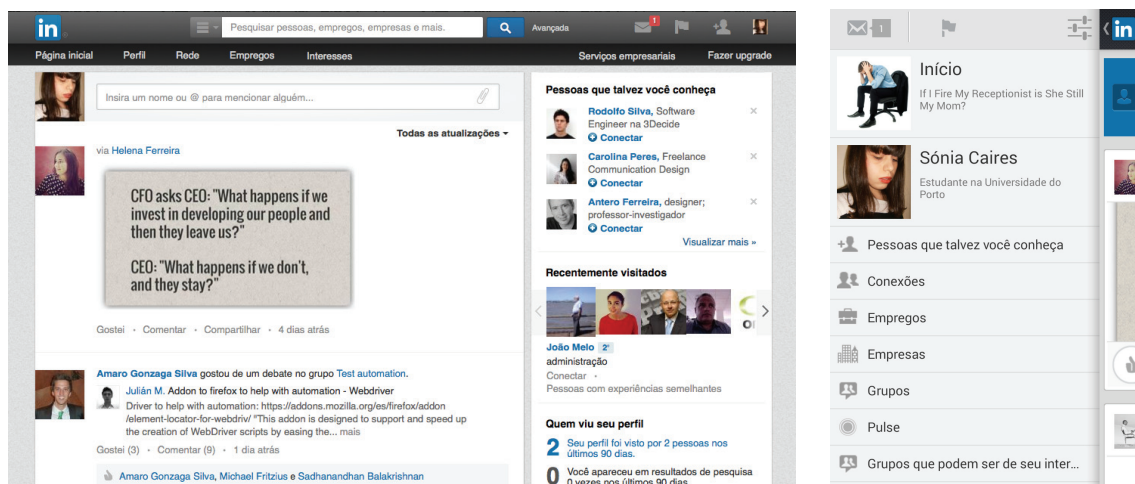 in
Pesquisar pessoas, empregos, empresas e mais.
Avançada
1
Página inicial Perfil Rede Empregos Interesses Serviços empresariais Fazer upgrade
Insira um nome ou @ para mencionar alguém...
Todas as atualizações
via Helena Ferreira
CFO asks CEO: "What happens if we
invest in developing our people and
then they leave us?"
CEO: "What happens if we don't,
and they stay?"
Gostei · Comentar · Compartilhar · 4 dias atrás
Amaro Gonzaga Silva gostou de um debate no grupo Test automation.
Julián M. Addon to firefox to help with automation - Webdriver
Driver to help with automation: https://addons.mozilla.org/es/firefox/addon
/element-locator-for-webdriv/ "This addon is designed to support and speed up
the creation of WebDriver scripts by easing the... mais
Gostei (3) · Comentar (9) · 1 dia atrás
Amaro Gonzaga Silva, Michael Fritzius e Sadhanandhan Balakrishnan
Pessoas que talvez você conheça
Rodolfo Silva, Software
Engineer na 3Decide
Conectar
Carolina Peres, Freelance
Communication Design
Conectar
Antero Ferreira, designer;
professor-investigador
Conectar
Visualizar mais »
Recentemente visitados
João Melo 2º
administração
Conectar ·
Pessoas com experiências semelhantes
Quem viu seu perfil
2 Seu perfil foi visto por 2 pessoas nos
últimos 90 dias.
0 Você apareceu em resultados de pesquisa
0 vezes nos últimos 90 dias
1
in
Início
If I Fire My Receptionist is She Still
My Mom?
Sónia Caires
Estudante na Universidade do
Porto
Pessoas que talvez você conheça
Conexões
Empregos
Empresas
Grupos
Pulse
Grupos que podem ser de seu inter...